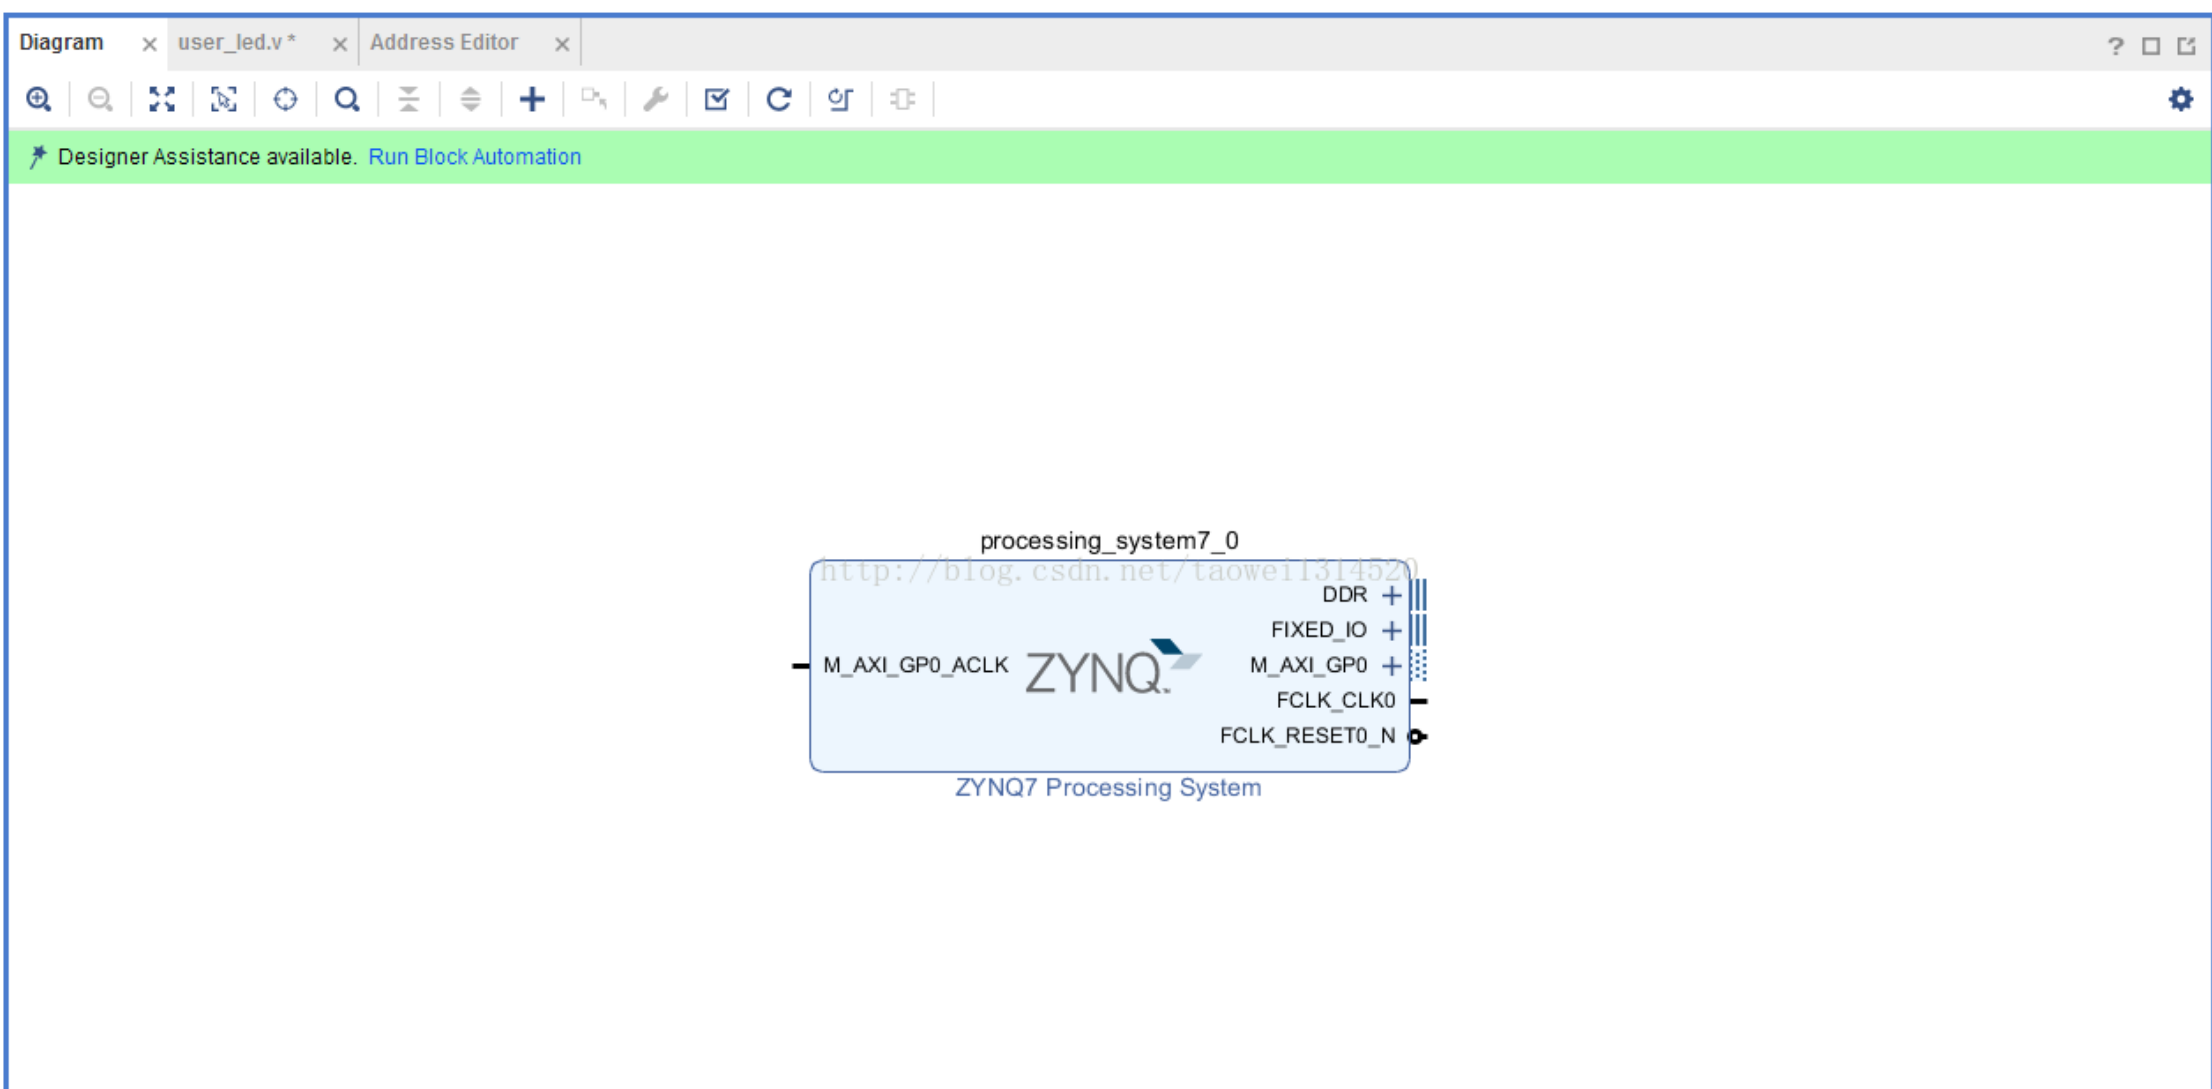 Diagram
user_led.v *
Address Editor
Designer Assistance available. Run Block Automation
processing_system7_0
http://blog.csdn.net/taowei1314520
DDR
FIXED_IO
M_AXI_GP0_ACLK
ZYNQ
M_AXI_GP0
FCLK_CLK0
FCLK_RESET0_N
ZYNQ7 Processing System